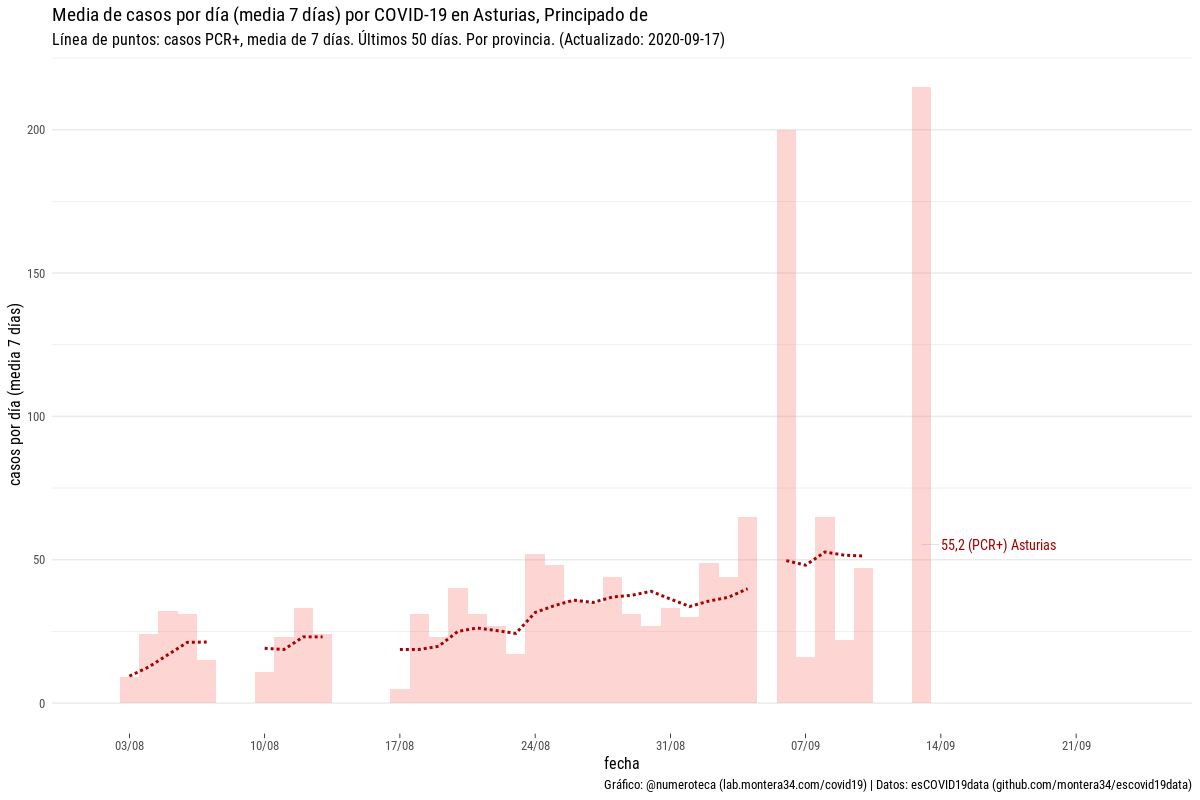 Media de casos por día (media 7 días) por COVID-19 en Asturias, Principado de
Línea de puntos: casos PCR+, media de 7 días. Últimos 50 días. Por provincia. (Actualizado: 2020-09-17)
casos por día (media 7 días)
200
150
100
50
0
55,2 (PCR+) Asturias
03/08
10/08
17/08
24/08
31/08
07/09
14/09
21/09
fecha
Gráfico: @numeroteca (lab.montera34.com/covid19) | Datos: esCOVID19data (github.com/montera34/escovid19data)